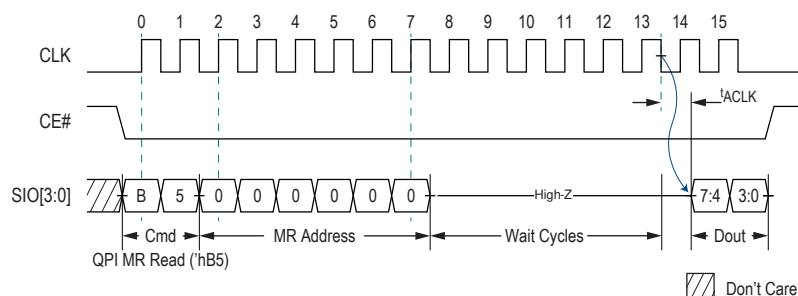 0 1 2 3 4 5 6 7 8 9 10 11 12 13 14 15
CLK
tACLK
CE#
SIO[3:0] B 5 0 0 0 0 0 0 High-Z 7:4 3:0
Cmd MR Address Wait Cycles Dout
QPI MR Read ('hB5)
Don't Care